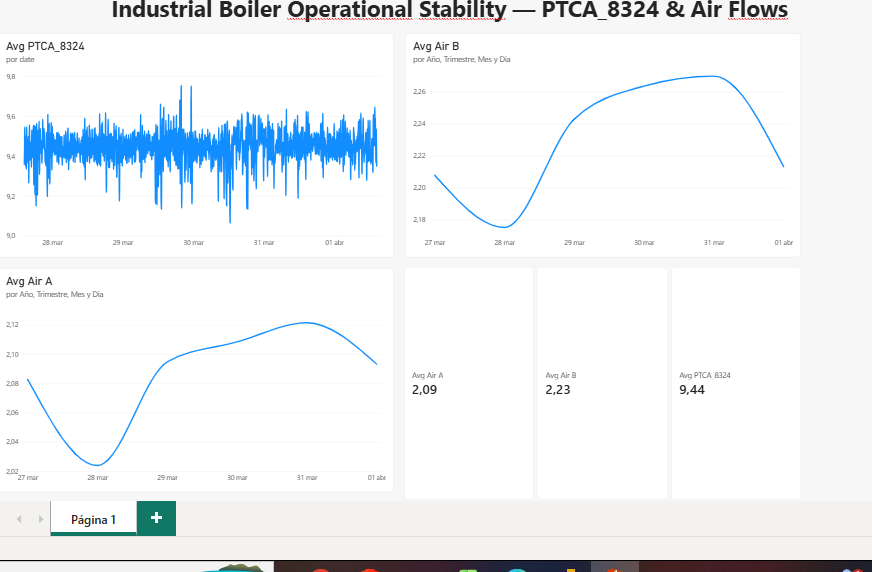 Industrial Boiler Operational Stability — PTCA_8324 & Air Flows
Avg PTCA_8324
por date
9,8
9,6
9,4
9,2
9,0
28 mar 29 mar 30 mar 31 mar 01 abr
Avg Air B
por Año, Trimestre, Mes y Día
2,26
2,24
2,22
2,20
2,18
27 mar 28 mar 29 mar 30 mar 31 mar 01 abr
Avg Air A
por Año, Trimestre, Mes y Día
2,12
2,10
2,08
2,06
2,04
2,02
27 mar 28 mar 29 mar 30 mar 31 mar 01 abr
Avg Air A
2,09
Avg Air B
2,23
Avg PTCA_8324
9,44
Página 1